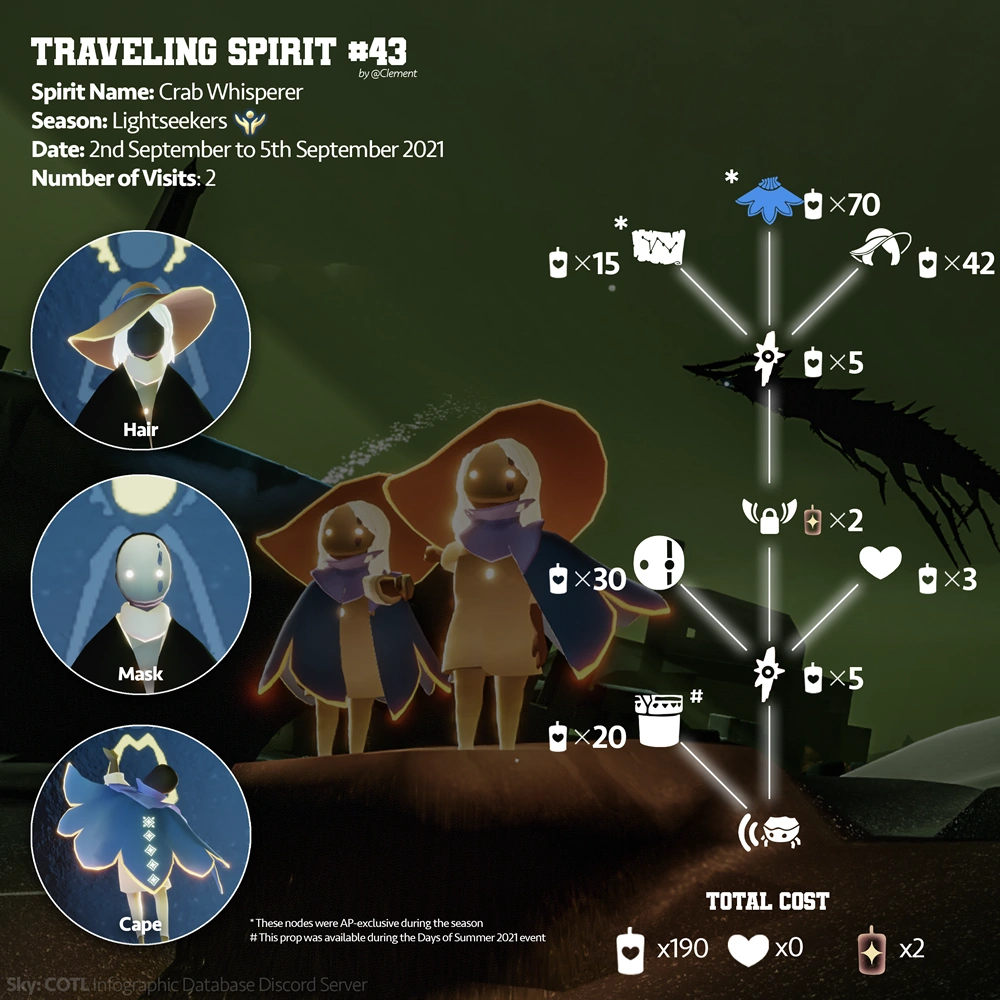 TRAVELING SPIRIT #43
by @Clement
Spirit Name: Crab Whisperer
Season: Lightseekers
Date: 2nd September to 5th September 2021
Number of Visits: 2
* ×70
* ×15
×42
×5
×2
×30
×3
×5
# ×20
Hair
Mask
Cape
* These nodes were AP-exclusive during the season
# This prop was available during the Days of Summer 2021 event
TOTAL COST
x190 x0 x2
Sky: COTL Infographic Database Discord Server